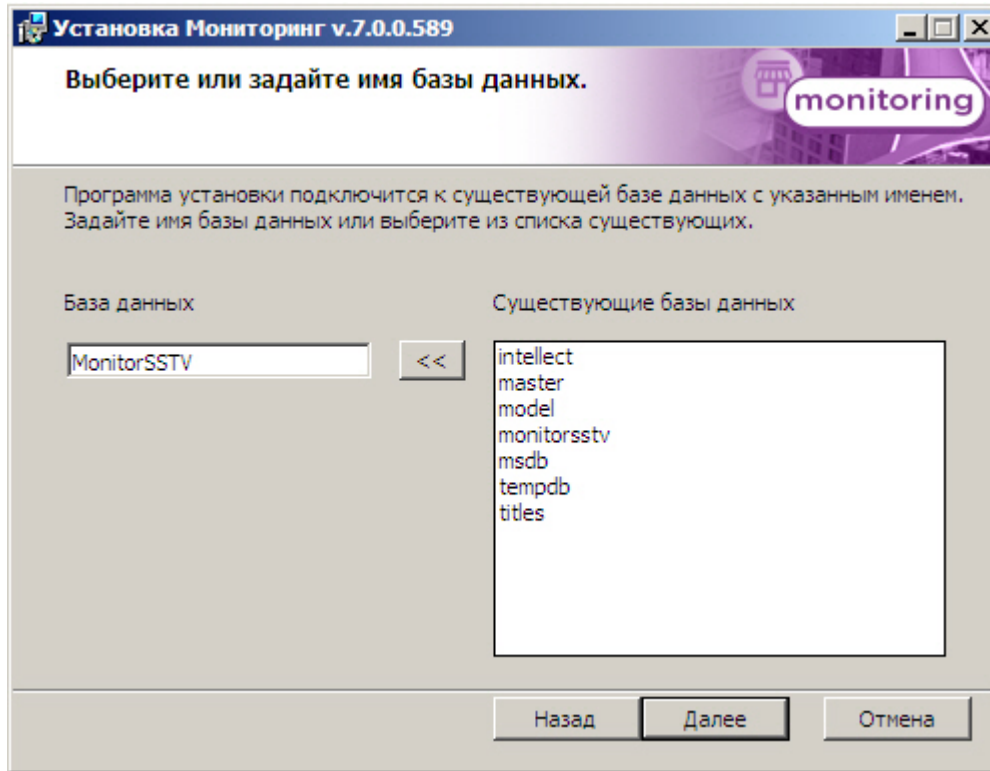 Установка Мониторинг v.7.0.0.589
Выберите или задайте имя базы данных.
monitoring
Программа установки подключится к существующей базе данных с указанным именем.
Задайте имя базы данных или выберите из списка существующих.
База данных
Существующие базы данных
MonitorSSTV
<<
intellect
master
model
monitorsstv
msdb
tempdb
titles
Назад
Далее
Отмена